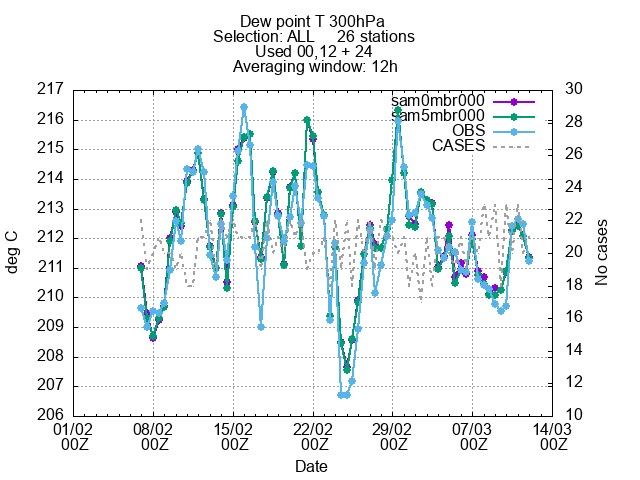 Dew point T 300hPa
Selection: ALL 26 stations
Used 00,12 + 24
Averaging window: 12h
217 30
216 28
215 26
214 24
213 22
212 20
211 18
210 16
209 14
208 12
207 10
206
deg C
No cases
sam0mbr000
sam5mbr000
OBS
CASES
01/02 08/02 15/02 22/02 29/02 07/03 14/03
00Z 00Z 00Z 00Z 00Z 00Z 00Z
Date